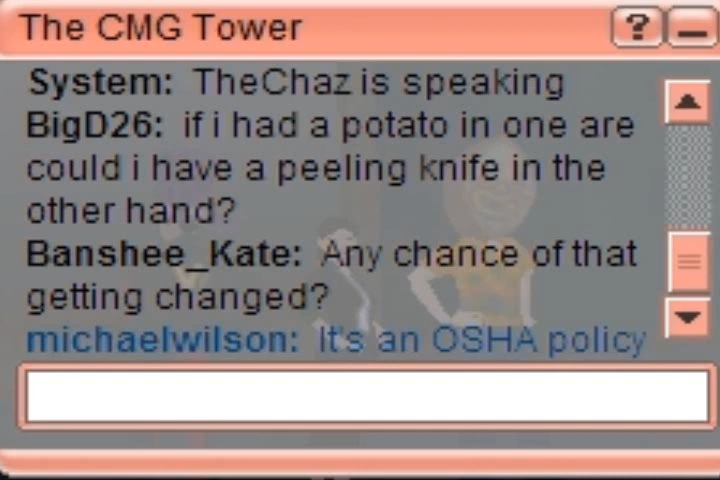 The CMG Tower
?
System: TheChaz is speaking
BigD26: if i had a potato in one are
could i have a peeling knife in the
other hand?
Banshee_Kate: Any chance of that
getting changed?
michaelwilson: It's an OSHA policy